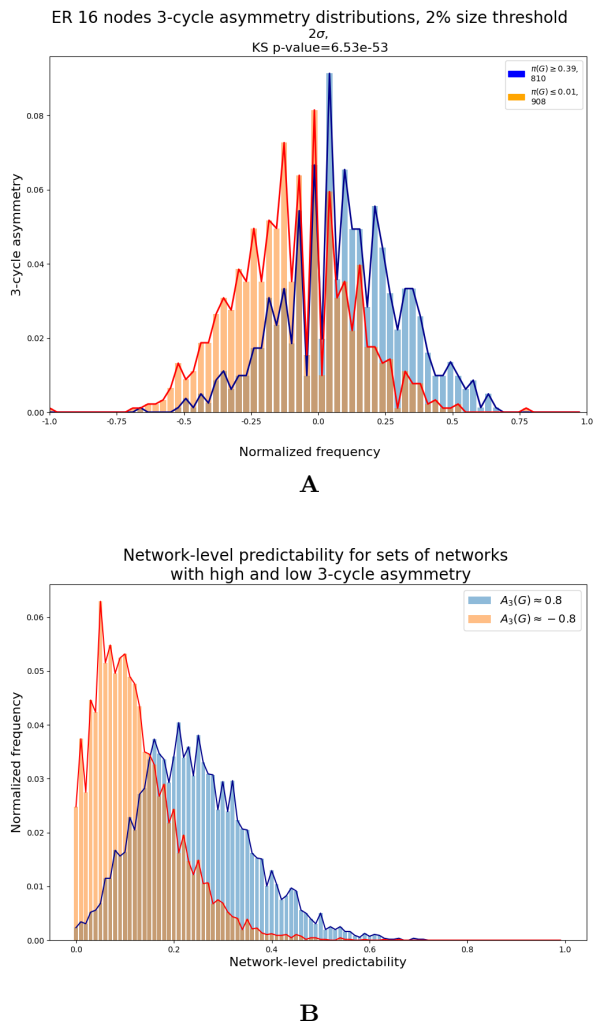 ER 16 nodes 3-cycle asymmetry distributions, 2% size threshold
2σ,
KS p-value=6.53e-53
π(G) ≥ 0.39,
810
π(G) ≤ 0.01,
908
3-cycle asymmetry
0.08
0.06
0.04
0.02
0.00
-1.0 -0.75 -0.5 -0.25 0.0 0.25 0.5 0.75 1.0
Normalized frequency
A
Network-level predictability for sets of networks
with high and low 3-cycle asymmetry
A₃(G) ≈ 0.8
A₃(G) ≈ −0.8
Normalized frequency
0.06
0.05
0.04
0.03
0.02
0.01
0.00
0.0 0.2 0.4 0.6 0.8 1.0
Network-level predictability
B